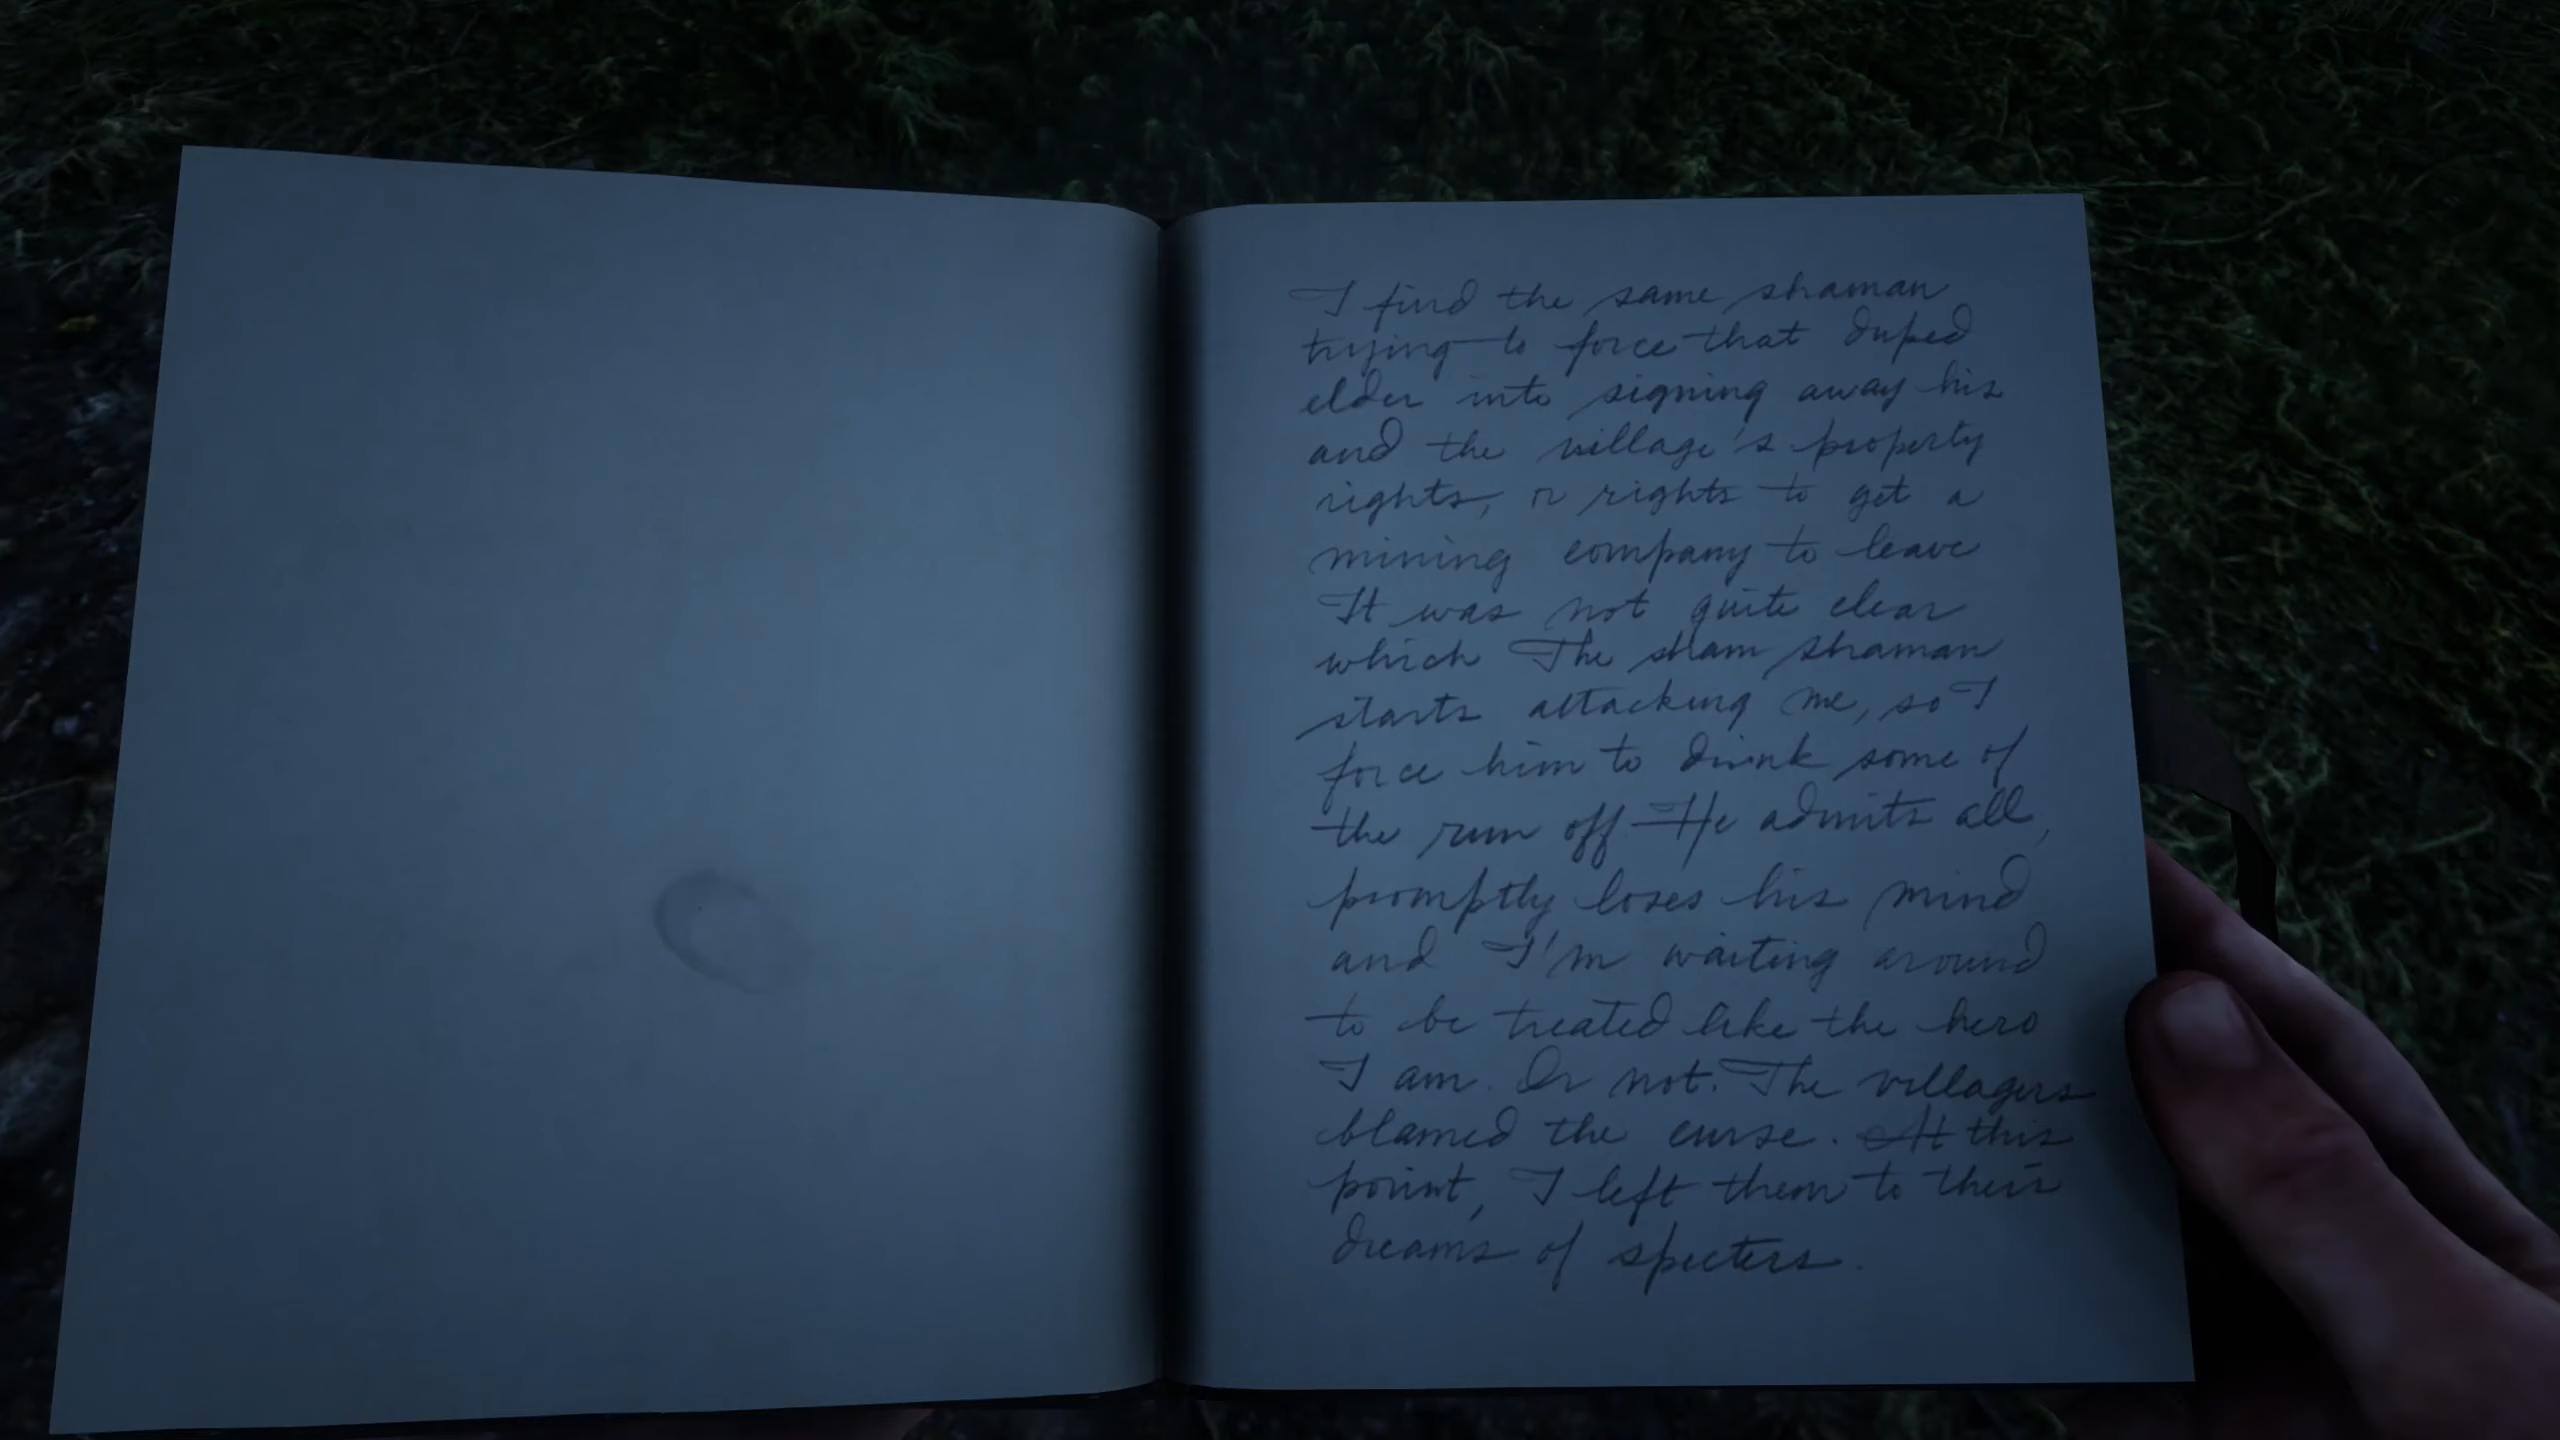 I find the same shaman
trying to force that duped
elder into signing away his
and the village's property
rights, or rights to get a
mining company to leave
It was not quite clear
which The sham shaman
starts attacking me, so I
force him to drink some of
the run off He admits all,
promptly loses his mind
and I'm waiting around
to be treated like the hero
I am. Or not. The villagers
blamed the curse. At this
point, I left them to their
dreams of specters.